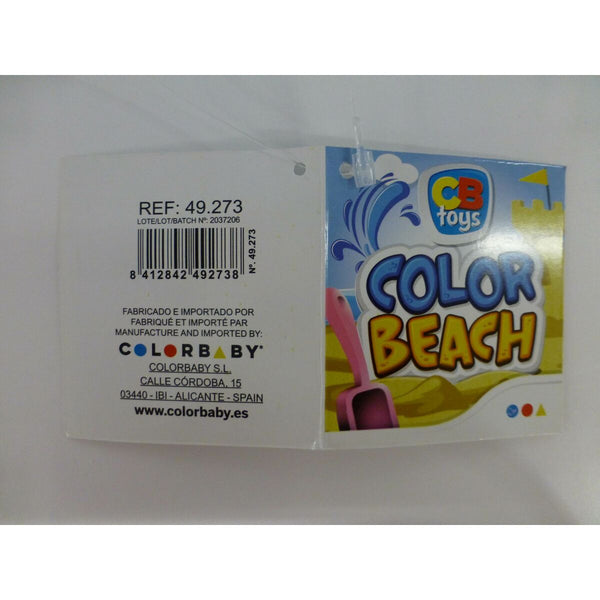 REF: 49.273
LOTE/LOT/BATCH Nº: 2037206
8 412842 492738
Nº. 49.273
FABRICADO E IMPORTADO POR
FABRIQUÉ ET IMPORTÉ PAR
MANUFACTURE AND IMPORTED BY:
COLORBABY®
COLORBABY S.L.
CALLE CÓRDOBA, 15
03440 - IBI - ALICANTE - SPAIN
www.colorbaby.es
CB
toys
COLOR
BEACH